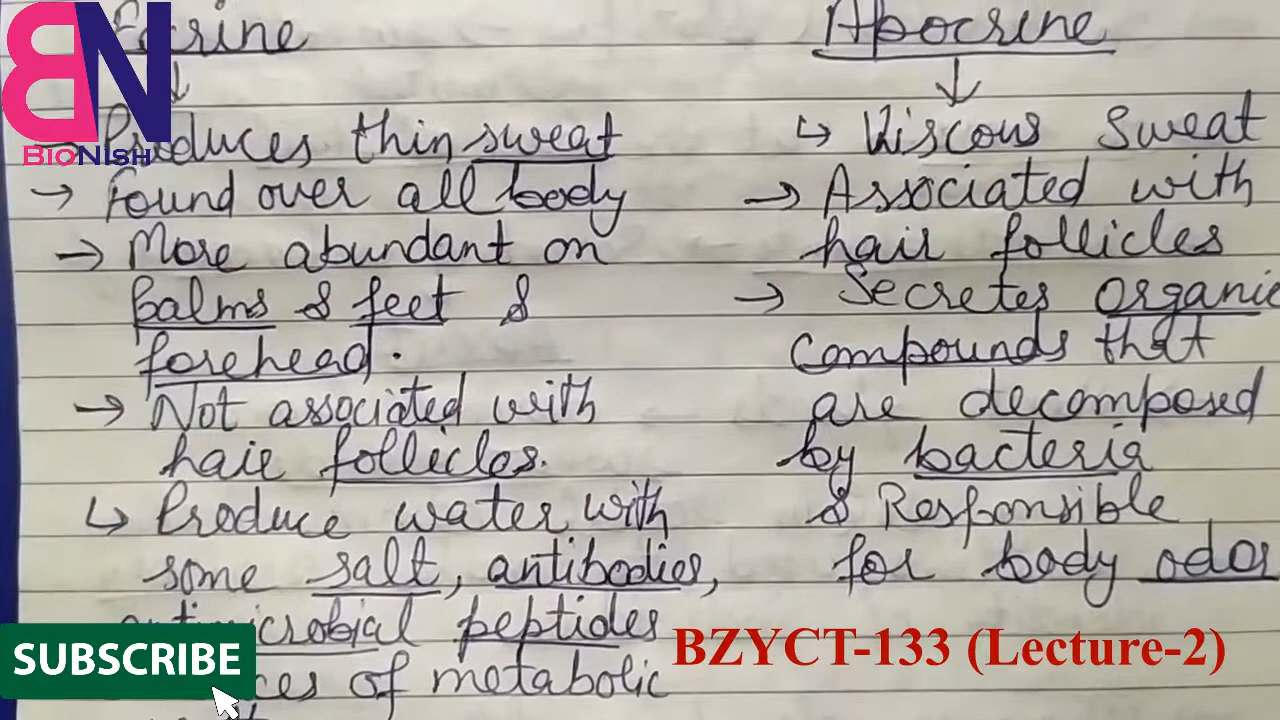 Eccrine
Produces thin sweat
→ Found over all body
→ More abundant on
palms & feet &
forehead.
→ Not associated with
hair follicles.
↳ Produce water with
some salt, antibodies,
antimicrobial peptides
of metabolic
Apocrine
↳ Viscous Sweat
→ Associated with
hair follicles
→ Secretes organic
compounds that
are decomposed
by bacteria
& Responsible
for body odor
BN
BIONISH
SUBSCRIBE
BZYCT-133 (Lecture-2)